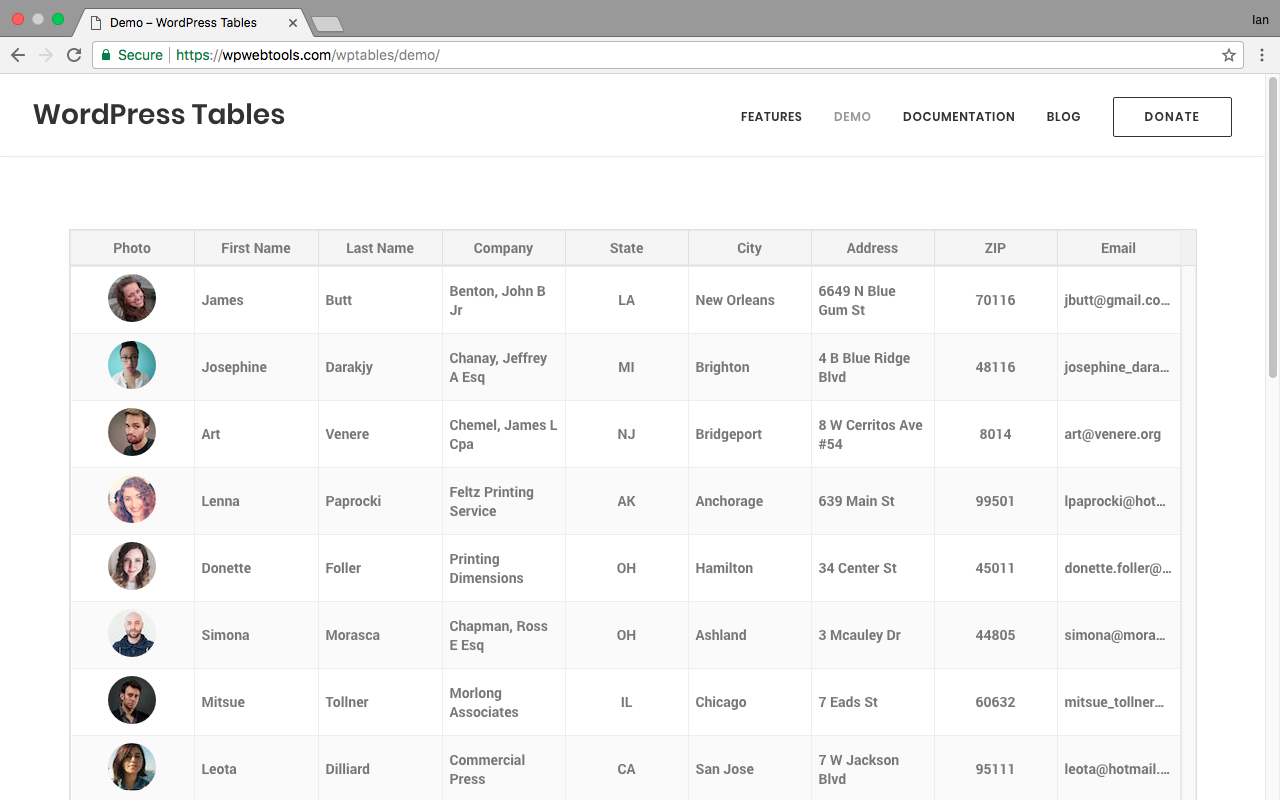 Demo – WordPress Tables
Ian
Secure https://wpwebtools.com/wptables/demo/
WordPress Tables
FEATURES DEMO DOCUMENTATION BLOG DONATE
Photo First Name Last Name Company State City Address ZIP Email
James Butt Benton, John B Jr LA New Orleans 6649 N Blue Gum St 70116 jbutt@gmail.co...
Josephine Darakjy Chanay, Jeffrey A Esq MI Brighton 4 B Blue Ridge Blvd 48116 josephine_dara...
Art Venere Chemel, James L Cpa NJ Bridgeport 8 W Cerritos Ave #54 8014 art@venere.org
Lenna Paprocki Feltz Printing Service AK Anchorage 639 Main St 99501 lpaprocki@hot...
Donette Foller Printing Dimensions OH Hamilton 34 Center St 45011 donette.foller@...
Simona Morasca Chapman, Ross E Esq OH Ashland 3 Mcauley Dr 44805 simona@mora...
Mitsue Tollner Morlong Associates IL Chicago 7 Eads St 60632 mitsue_tollner...
Leota Dilliard Commercial Press CA San Jose 7 W Jackson Blvd 95111 leota@hotmail....